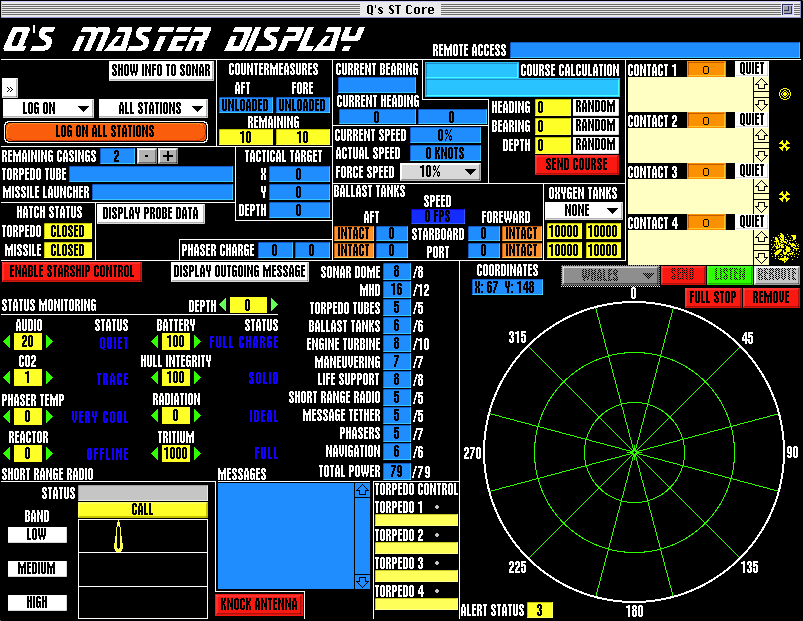 Q's ST Core
Q'S MASTER DISPLAY
REMOTE ACCESS
SHOW INFO TO SONAR
»
LOG ON
ALL STATIONS
LOG ON ALL STATIONS
COUNTERMEASURES
AFT FORE
UNLOADED UNLOADED
REMAINING
10 10
CURRENT BEARING
CURRENT HEADING
0 0
CURRENT SPEED 0%
ACTUAL SPEED 0 KNOTS
FORCE SPEED 10%
COURSE CALCULATION
HEADING 0 RANDOM
BEARING 0 RANDOM
DEPTH 0 RANDOM
SEND COURSE
CONTACT 1 0 QUIET
CONTACT 2 0 QUIET
CONTACT 3 0 QUIET
CONTACT 4 0 QUIET
REMAINING CASINGS 2 - +
TORPEDO TUBE
MISSILE LAUNCHER
HATCH STATUS
TORPEDO CLOSED
MISSILE CLOSED
DISPLAY PROBE DATA
TACTICAL TARGET
X 0
Y 0
DEPTH 0
PHASER CHARGE 0 0
BALLAST TANKS
SPEED
AFT 0 FPS FOREWARD
INTACT 0 STARBOARD 0 INTACT
INTACT 0 PORT 0 INTACT
OXYGEN TANKS
NONE
10000 10000
10000 10000
ENABLE STARSHIP CONTROL
DISPLAY OUTGOING MESSAGE
STATUS MONITORING
DEPTH 0
AUDIO STATUS BATTERY STATUS
20 QUIET 100 FULL CHARGE
CO2 HULL INTEGRITY
1 TRACE 100 SOLID
PHASER TEMP RADIATION
0 VERY COOL 0 IDEAL
REACTOR TRITIUM
0 OFFLINE 1000 FULL
SONAR DOME 8 /8
MHD 16 /12
TORPEDO TUBES 5 /5
BALLAST TANKS 6 /6
ENGINE TURBINE 8 /10
MANEUVERING 7 /7
LIFE SUPPORT 8 /8
SHORT RANGE RADIO 5 /5
MESSAGE TETHER 5 /5
PHASERS 5 /7
NAVIGATION 6 /6
TOTAL POWER 79 /79
COORDINATES
X: 67 Y: 148
WHALES
SEND
LISTEN
REROUTE
FULL STOP
REMOVE
0
45
90
135
180
225
270
315
ALERT STATUS 3
SHORT RANGE RADIO
STATUS
CALL
BAND
LOW
MEDIUM
HIGH
MESSAGES
KNOCK ANTENNA
TORPEDO CONTROL
TORPEDO 1
TORPEDO 2
TORPEDO 3
TORPEDO 4